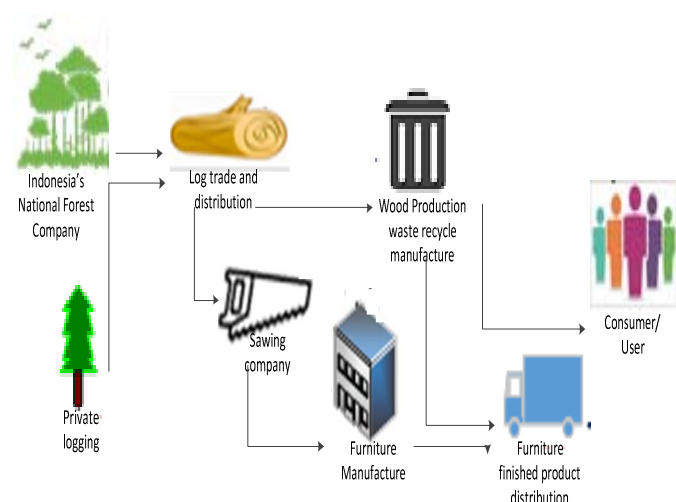 Indonesia's
National Forest
Company
Log trade and
distribution
Wood Production
waste recycle
manufacture
Consumer/
User
Sawing
company
Private
logging
Furniture
Manufacture
Furniture
finished product
distribution